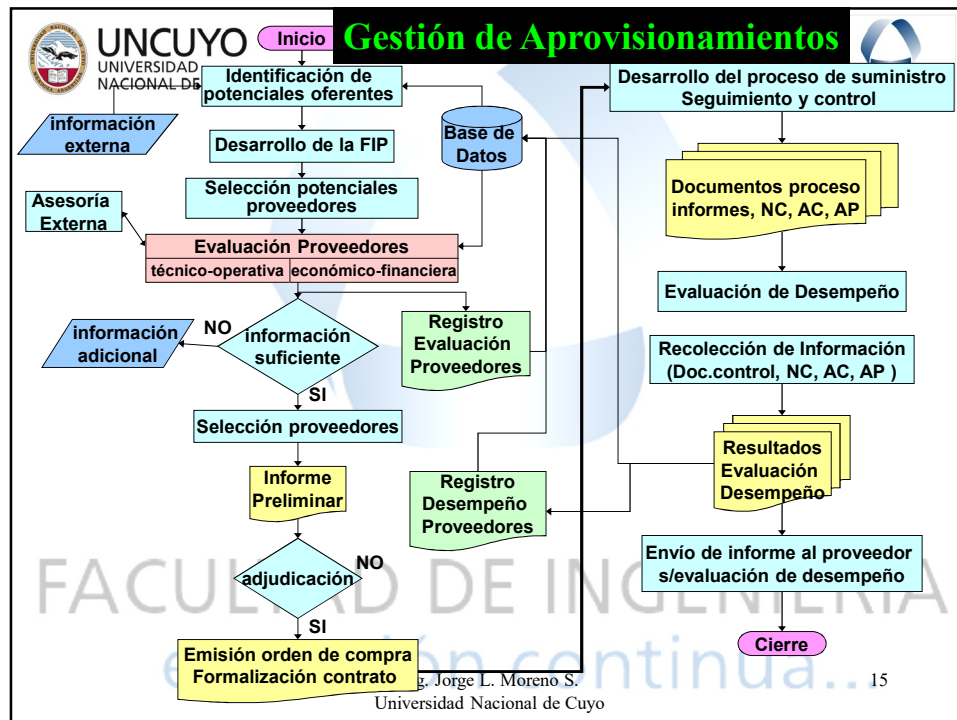 Gestión de Aprovisionamientos
UNCUYO
UNIVERSIDAD
NACIONAL DE
Inicio
Identificación de
potenciales oferentes
información
externa
Desarrollo de la FIP
Base de
Datos
Selección potenciales
proveedores
Asesoría
Externa
Evaluación Proveedores
técnico-operativa
económico-financiera
NO
información
suficiente
información
adicional
Registro
Evaluación
Proveedores
SI
Selección proveedores
Informe
Preliminar
Registro
Desempeño
Proveedores
adjudicación
NO
SI
Emisión orden de compra
Formalización contrato
Desarrollo del proceso de suministro
Seguimiento y control
Documentos proceso
informes, NC, AC, AP
Evaluación de Desempeño
Recolección de Información
(Doc.control, NC, AC, AP )
Resultados
Evaluación
Desempeño
Envío de informe al proveedor
s/evaluación de desempeño
Cierre
FACULTAD DE INGENIERIA
continua...
g. Jorge L. Moreno S.
Universidad Nacional de Cuyo
15